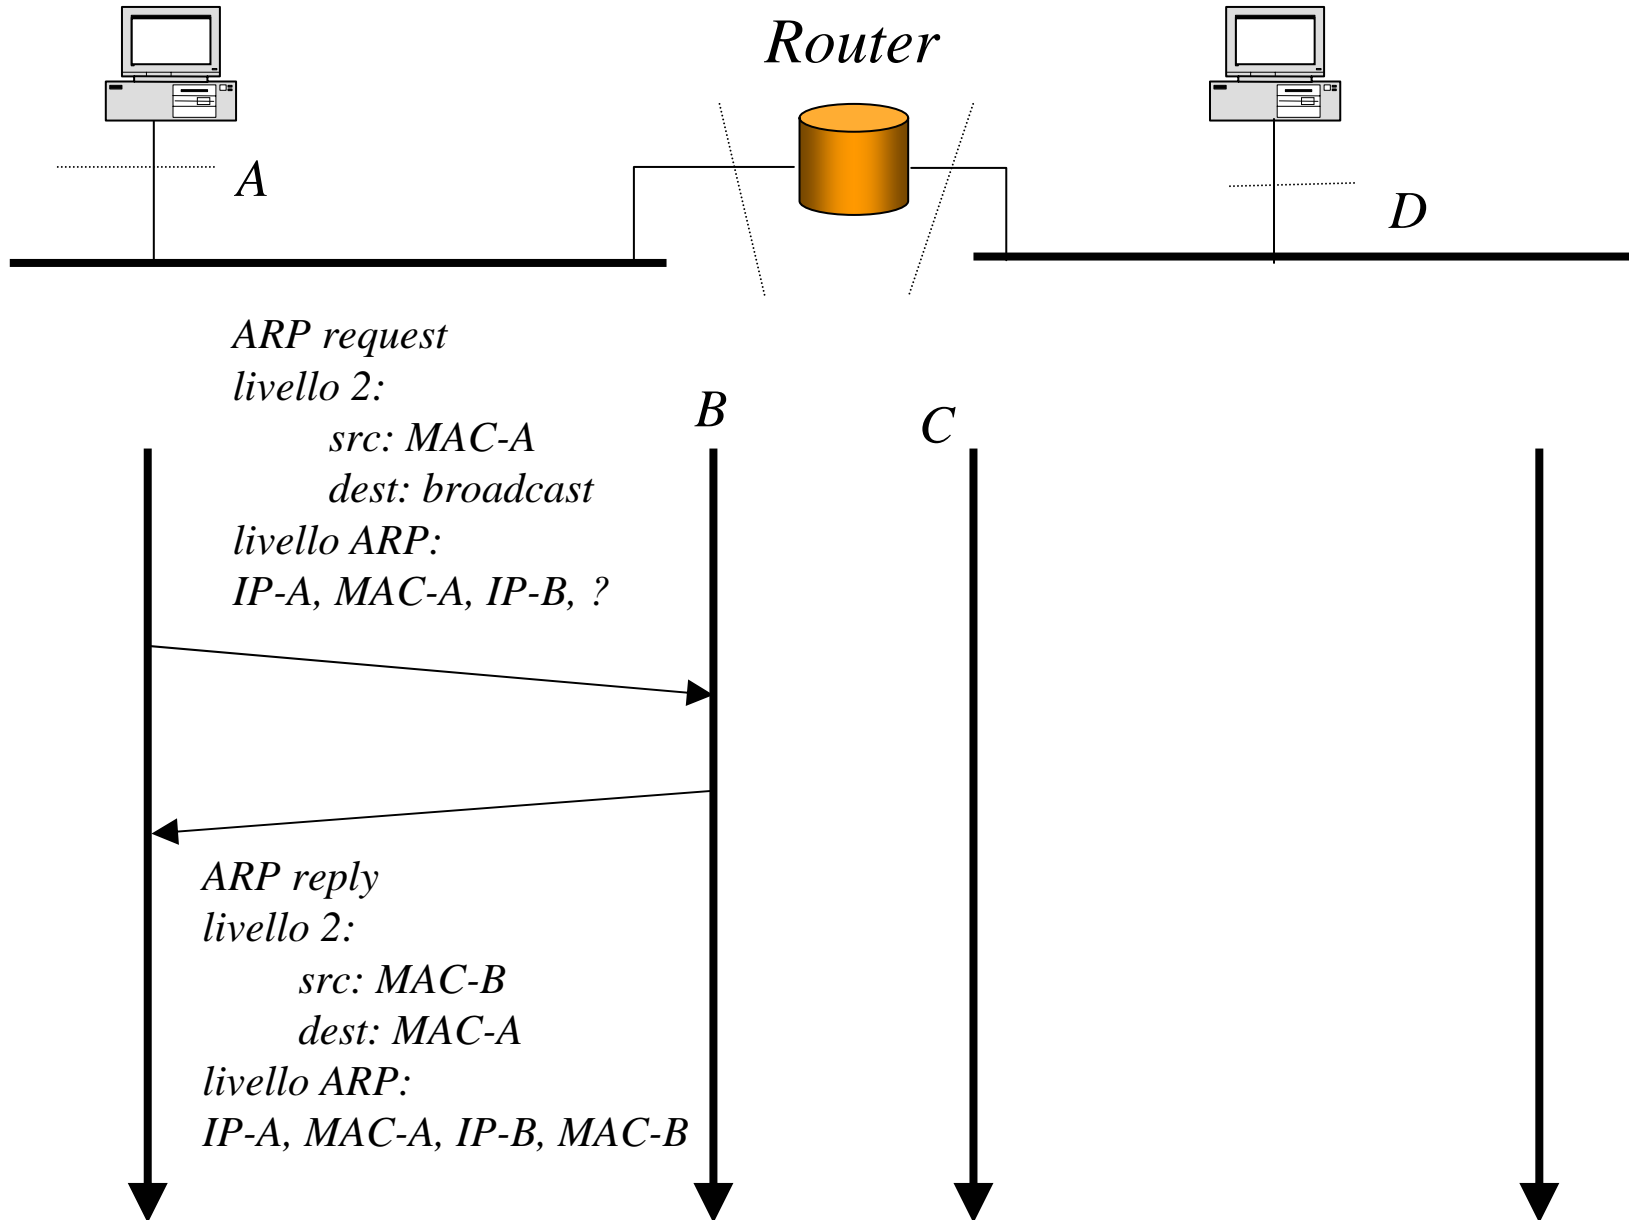 Router
A
D
ARP request
livello 2:
src: MAC-A
dest: broadcast
livello ARP:
IP-A, MAC-A, IP-B, ?
B
C
ARP reply
livello 2:
src: MAC-B
dest: MAC-A
livello ARP:
IP-A, MAC-A, IP-B, MAC-B